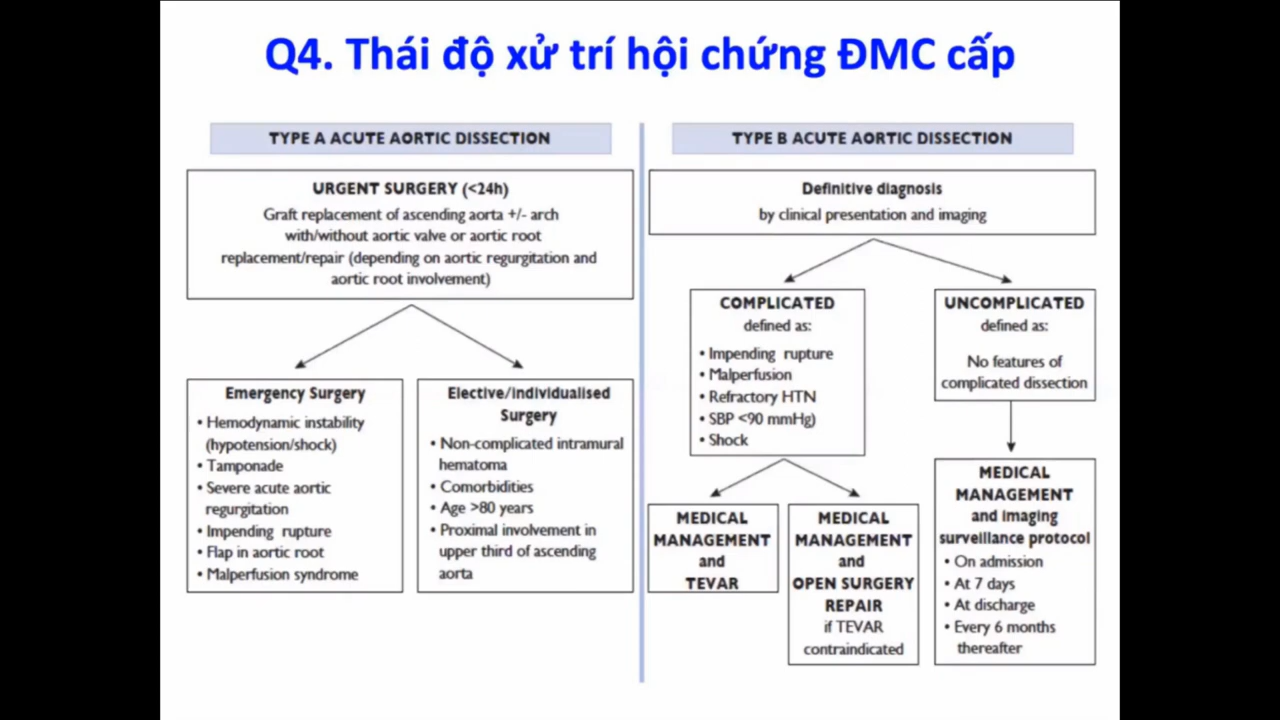 Q4. Thái độ xử trí hội chứng ĐMC cấp
TYPE A ACUTE AORTIC DISSECTION
URGENT SURGERY (<24h)
Graft replacement of ascending aorta +/- arch
with/without aortic valve or aortic root
replacement/repair (depending on aortic regurgitation and
aortic root involvement)
Emergency Surgery
• Hemodynamic instability
(hypotension/shock)
• Tamponade
• Severe acute aortic
regurgitation
• Impending rupture
• Flap in aortic root
• Malperfusion syndrome
Elective/individualised
Surgery
• Non-complicated intramural
hematoma
• Comorbidities
• Age >80 years
• Proximal involvement in
upper third of ascending
aorta
TYPE B ACUTE AORTIC DISSECTION
Definitive diagnosis
by clinical presentation and imaging
COMPLICATED
defined as:
• Impending rupture
• Malperfusion
• Refractory HTN
• SBP <90 mmHg)
• Shock
MEDICAL
MANAGEMENT
and
TEVAR
MEDICAL
MANAGEMENT
and
OPEN SURGERY
REPAIR
if TEVAR
contraindicated
UNCOMPLICATED
defined as:
No features of
complicated dissection
MEDICAL
MANAGEMENT
and imaging
surveillance protocol
• On admission
• At 7 days
• At discharge
• Every 6 months
thereafter